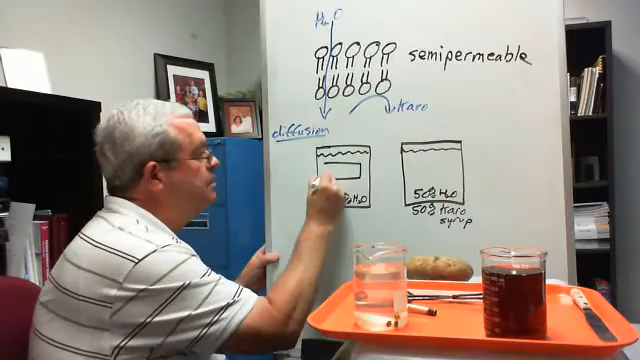 H₂O
semipermeable
Karo
diffusion
% H₂O
50% H₂O
50% Karo
syrup